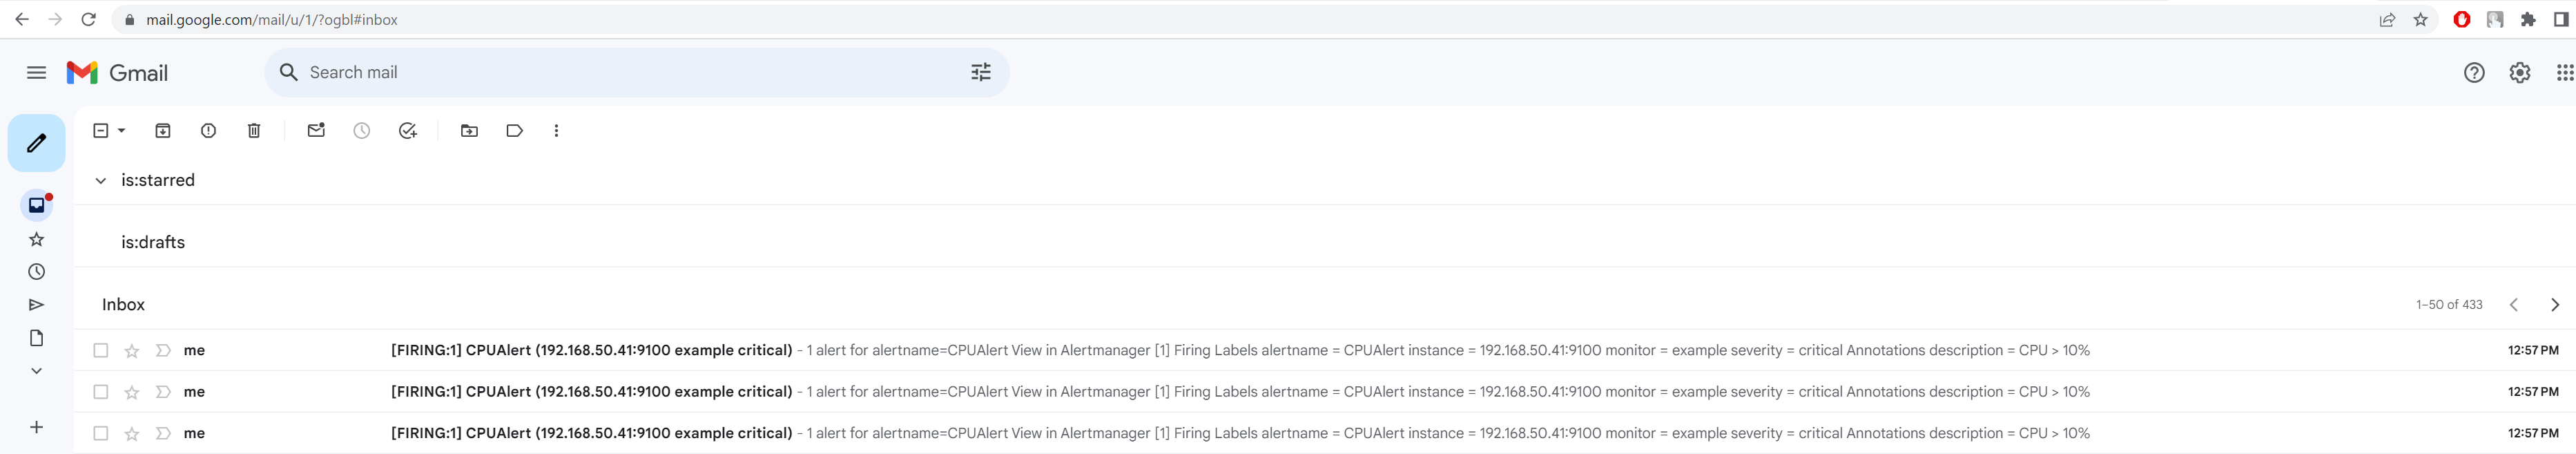 mail.google.com/mail/u/1/?ogbl#inbox
Gmail
Search mail
is:starred
is:drafts
Inbox
1–50 of 433
me [FIRING:1] CPUAlert (192.168.50.41:9100 example critical) - 1 alert for alertname=CPUAlert View in Alertmanager [1] Firing Labels alertname = CPUAlert instance = 192.168.50.41:9100 monitor = example severity = critical Annotations description = CPU > 10% 12:57 PM
me [FIRING:1] CPUAlert (192.168.50.41:9100 example critical) - 1 alert for alertname=CPUAlert View in Alertmanager [1] Firing Labels alertname = CPUAlert instance = 192.168.50.41:9100 monitor = example severity = critical Annotations description = CPU > 10% 12:57 PM
me [FIRING:1] CPUAlert (192.168.50.41:9100 example critical) - 1 alert for alertname=CPUAlert View in Alertmanager [1] Firing Labels alertname = CPUAlert instance = 192.168.50.41:9100 monitor = example severity = critical Annotations description = CPU > 10% 12:57 PM